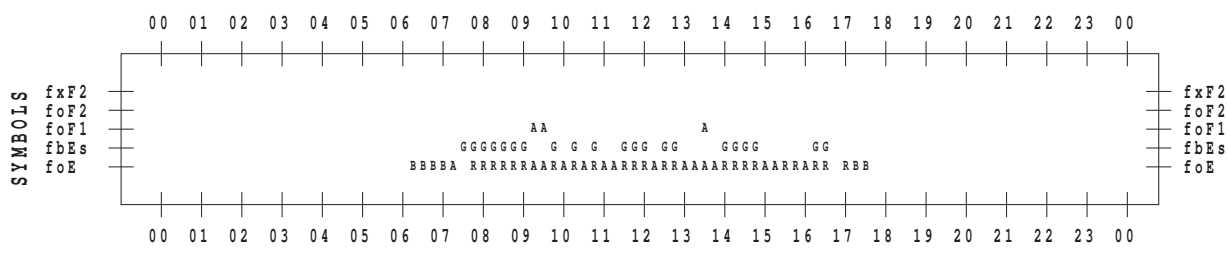 00 01 02 03 04 05 06 07 08 09 10 11 12 13 14 15 16 17 18 19 20 21 22 23 00
SYMBOLS
fxF2 fxF2
foF2 foF2
foF1 AA A foF1
fbEs GGGGGGG G G G GGG GG GGGG GG fbEs
foE BBBBA RRRRRRAARARARAARRRARRAAAARRRRAARRARR RBB foE
00 01 02 03 04 05 06 07 08 09 10 11 12 13 14 15 16 17 18 19 20 21 22 23 00